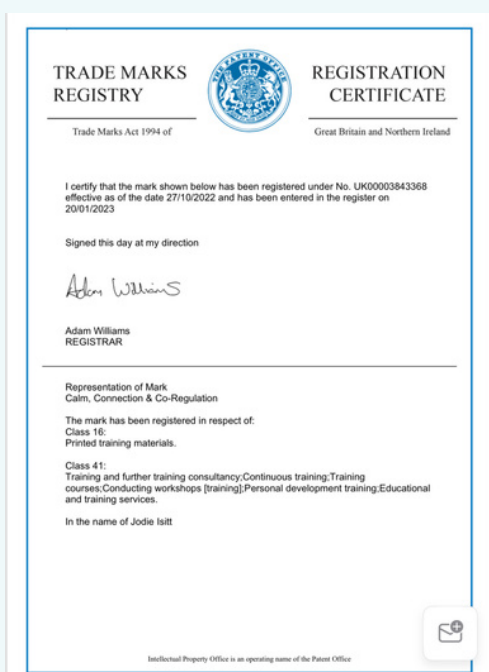 TRADE MARKS
REGISTRY
THE PATENT OFFICE
REGISTRATION
CERTIFICATE
Trade Marks Act 1994 of
Great Britain and Northern Ireland
I certify that the mark shown below has been registered under No. UK00003843368
effective as of the date 27/10/2022 and has been entered in the register on
20/01/2023
Signed this day at my direction
Adam Williams
Adam Williams
REGISTRAR
Representation of Mark
Calm, Connection & Co-Regulation
The mark has been registered in respect of:
Class 16:
Printed training materials.
Class 41:
Training and further training consultancy;Continuous training;Training
courses;Conducting workshops [training];Personal development training;Educational
and training services.
In the name of Jodie Isitt
Intellectual Property Office is an operating name of the Patent Office